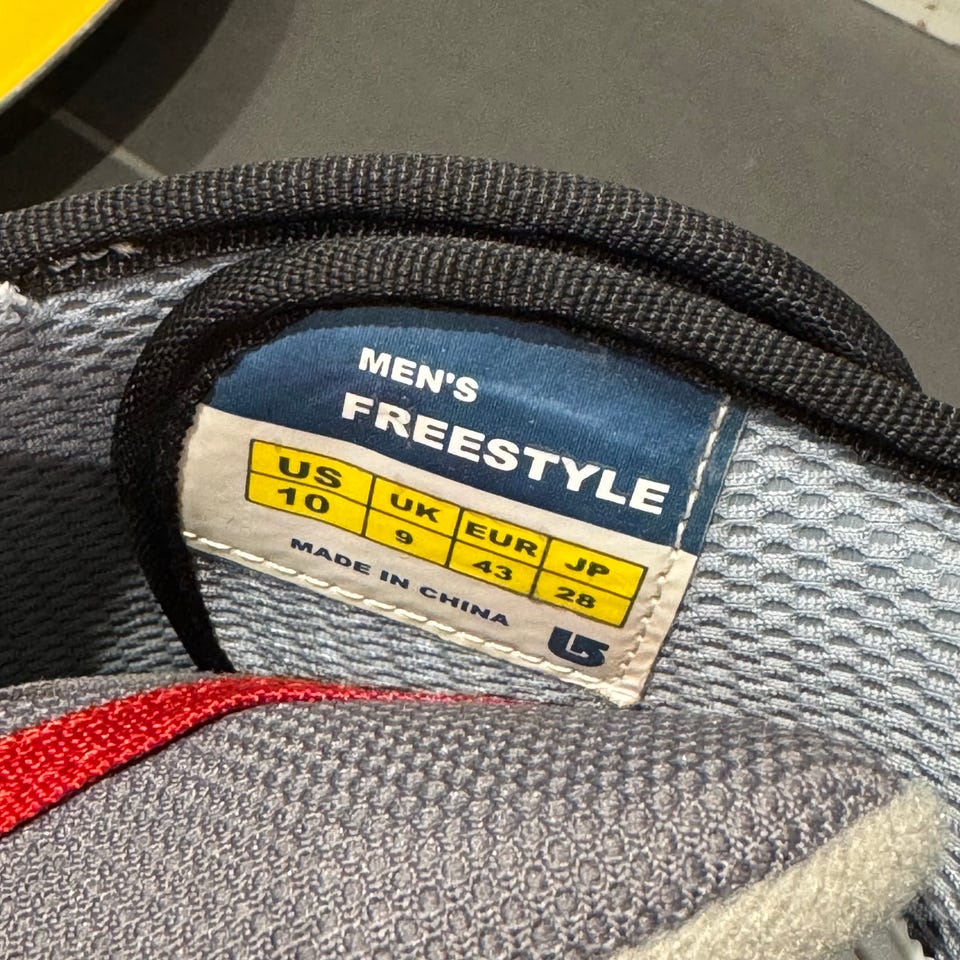 MEN'S
FREESTYLE
US UK EUR JP
10 9 43 28
MADE IN CHINA